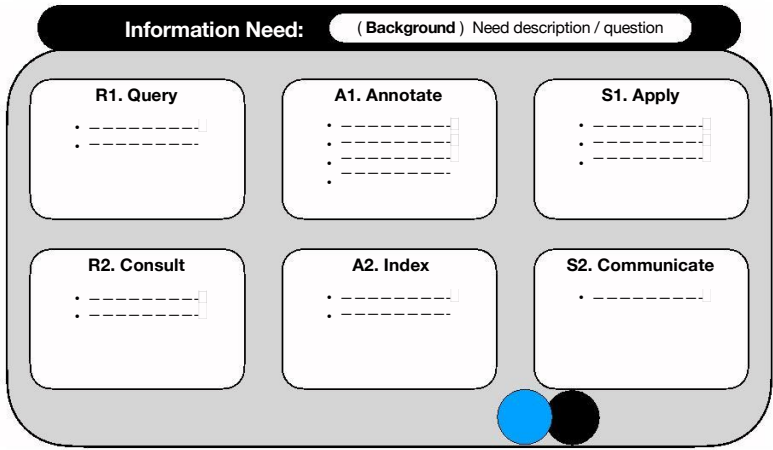 Information Need: ( Background ) Need description / question
R1. Query
A1. Annotate
S1. Apply
R2. Consult
A2. Index
S2. Communicate